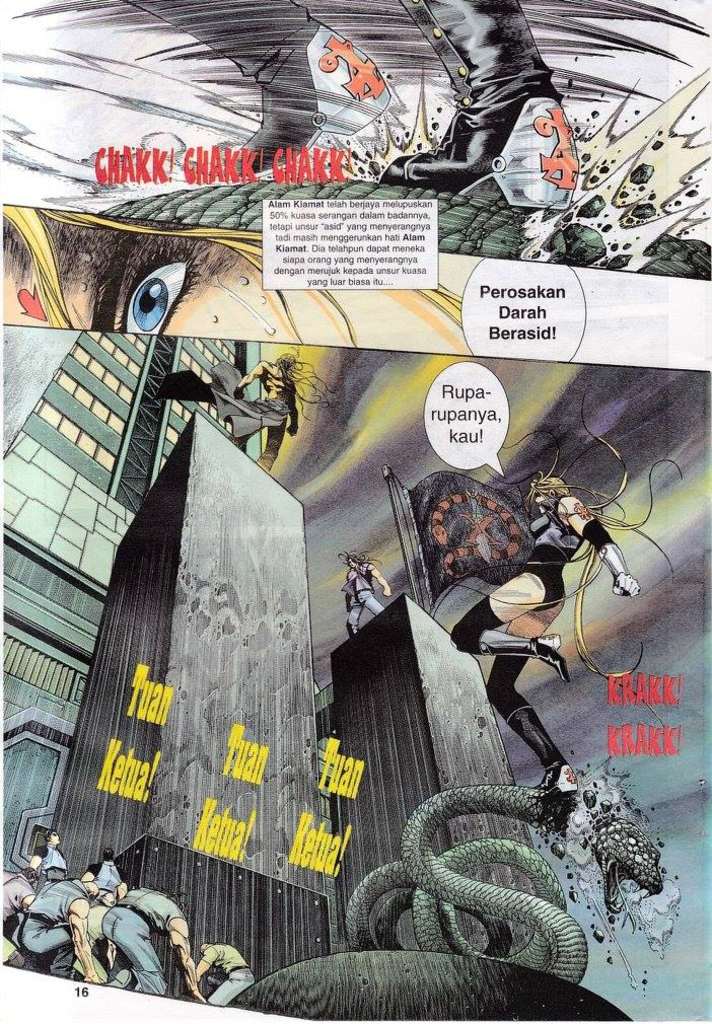 CHAKK! CHAKK! CHAKK!
Alam Kiamat telah berjaya melupuskan
50% kuasa serangan dalam badannya,
tetapi unsur "asid" yang menyerangnya
tadi masih menggerunkan hati Alam
Kiamat. Dia telahpun dapat meneka
siapa orang yang menyerangnya
dengan merujuk kepada unsur kuasa
yang luar biasa itu....
Perosakan
Darah
Berasid!
Rupa-
rupanya,
kau!
KRAKK!
KRAKK!
Tuan
Ketua!
Tuan
Ketua!
Tuan
Ketua!
16